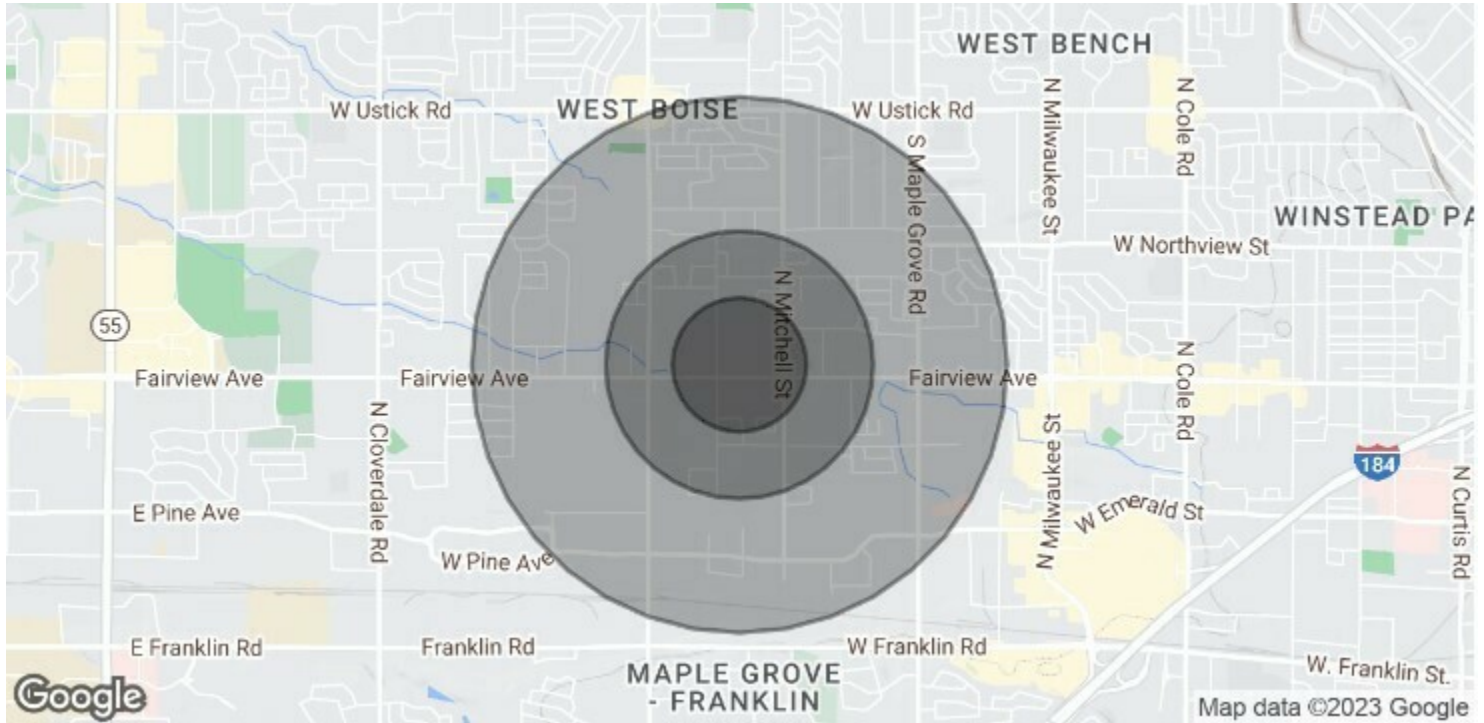 WEST BENCH
W Ustick Rd
WEST BOISE
W Ustick Rd
N Milwaukee St
N Cole Rd
S Maple Grove Rd
WINSTEAD PA
W Northview St
N Mitchell St
55
Fairview Ave
Fairview Ave
Fairview Ave
N Cole Rd
N Cloverdale Rd
N Milwaukee St
184
N Curtis Rd
E Pine Ave
W Emerald St
W Pine Ave
E Franklin Rd
Franklin Rd
W Franklin Rd
W. Franklin St.
MAPLE GROVE
- FRANKLIN
Google
Map data ©2023 Google